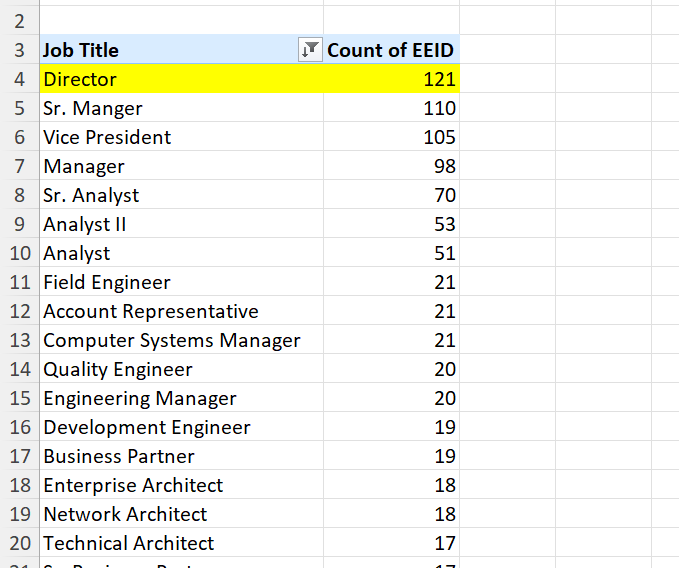 2
3 Job Title Count of EEID
4 Director 121
5 Sr. Manger 110
6 Vice President 105
7 Manager 98
8 Sr. Analyst 70
9 Analyst II 53
10 Analyst 51
11 Field Engineer 21
12 Account Representative 21
13 Computer Systems Manager 21
14 Quality Engineer 20
15 Engineering Manager 20
16 Development Engineer 19
17 Business Partner 19
18 Enterprise Architect 18
19 Network Architect 18
20 Technical Architect 17